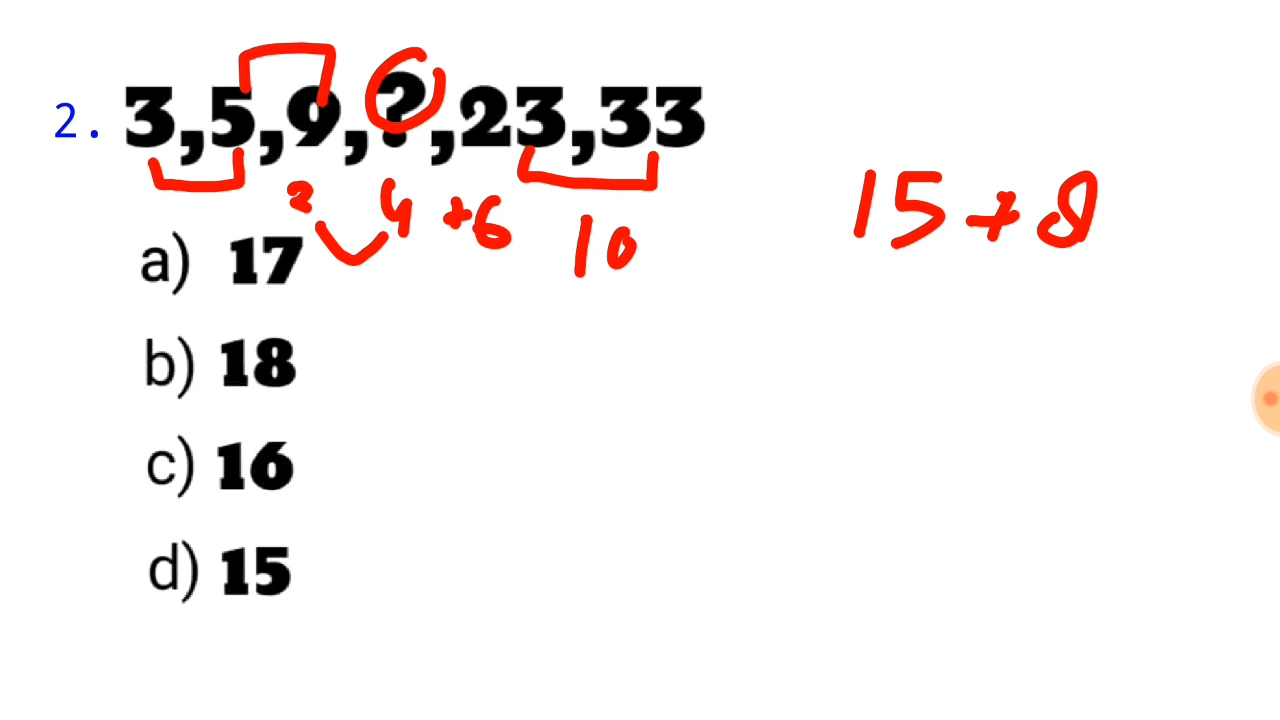 2. 3,5,9,?,23,33
2 4 +6 10
15+8
a) 17
b) 18
c) 16
d) 15